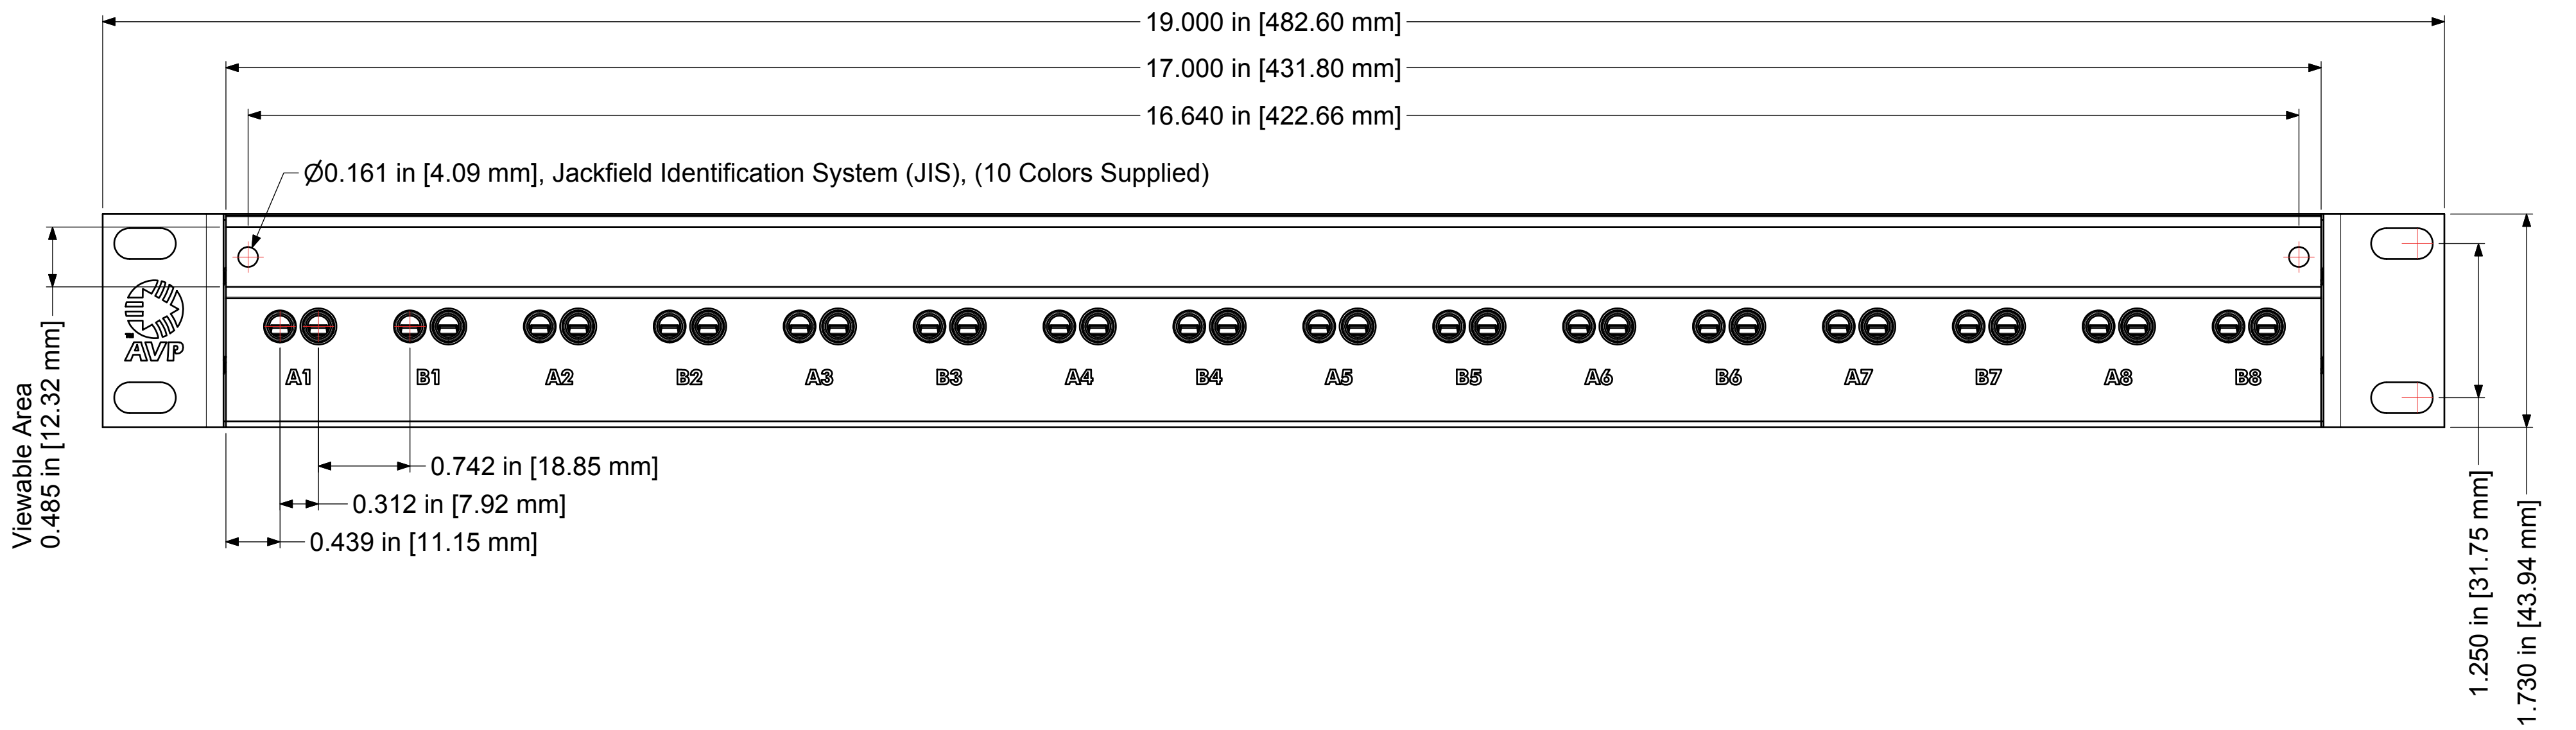 19.000 in [482.60 mm]
17.000 in [431.80 mm]
16.640 in [422.66 mm]
Ø0.161 in [4.09 mm], Jackfield Identification System (JIS), (10 Colors Supplied)
AVP
A1 B1 A2 B2 A3 B3 A4 B4 A5 B5 A6 B6 A7 B7 A8 B8
Viewable Area
0.485 in [12.32 mm]
0.742 in [18.85 mm]
0.312 in [7.92 mm]
0.439 in [11.15 mm]
1.250 in [31.75 mm]
1.730 in [43.94 mm]